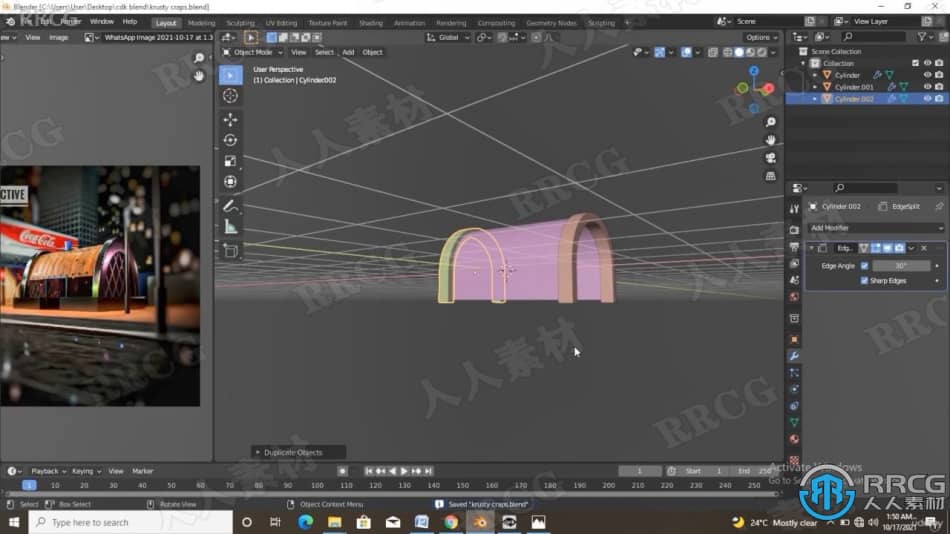 Blender [C:\Users\User\Desktop\cdk blend\krusty craps.blend]
Edit Render Window Help Layout Modeling Sculpting UV Editing Texture Paint Shading Animation Rendering Compositing Geometry Nodes Scripting Scene View Layer
View Image WhatsApp Image 2021-10-17 at 1.3 Global Options
Object Mode View Select Add Object
User Perspective
(1) Collection | Cylinder.002
Scene Collection
Collection
Cylinder
Cylinder.001
Cylinder.002
CTIVE
Coca-Cola
Z
Cylinder.002 EdgeSplit
Add Modifier
Edg...
Edge Angle 30°
Sharp Edges
Duplicate Objects
Playback Keying View Marker 1 Start 1 End 250
1 10 20 30 40 50 60 70 80 90 100 110 120 130 140 150 160 170 180 190 200 210 220 230 240 250
Select Box Select Rotate View Object Context Menu Saved "krusty craps.blend"
Activate Windows
Type here to search
24°C Mostly clear
1:50 AM
10/17/2021
RRCG
人人素材
ûdemy